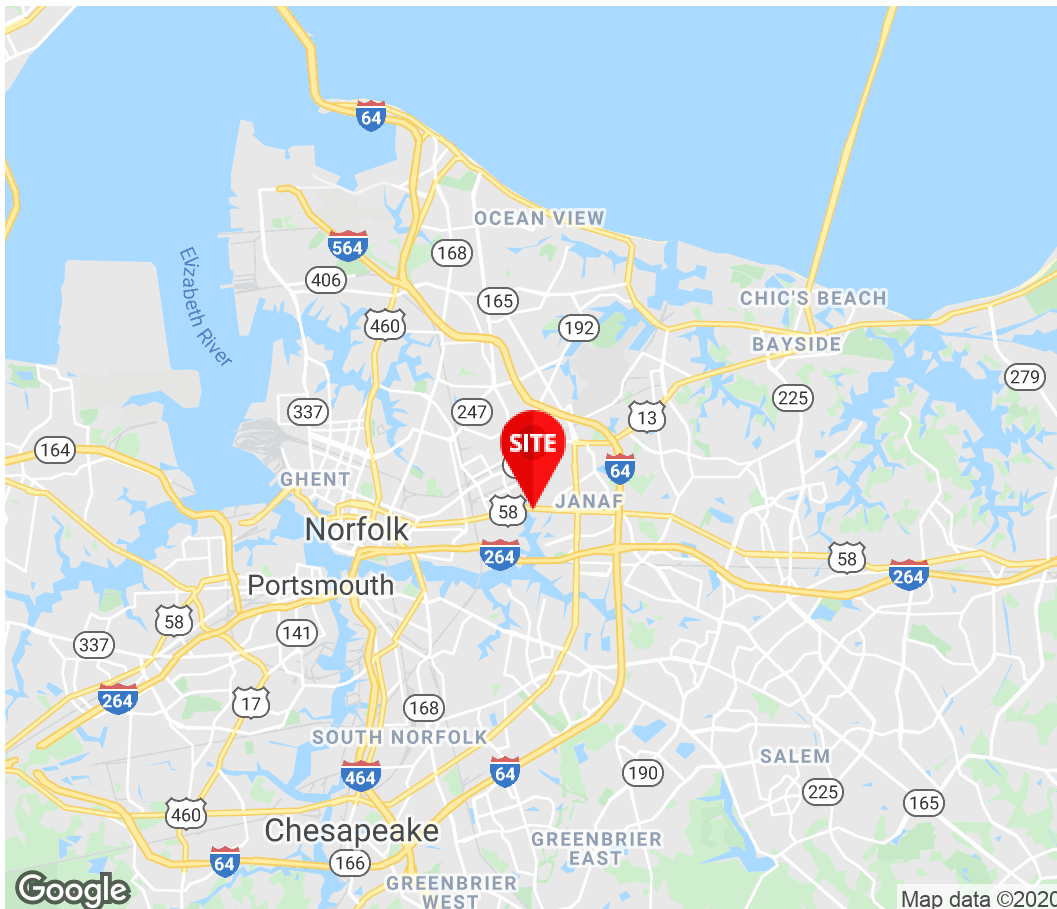 64
OCEAN VIEW
564
168
Elizabeth River
406
165
CHIC'S BEACH
460
192
BAYSIDE
279
225
337
247
13
SITE
164
64
GHENT
JANAF
58
Norfolk
264
58
264
Portsmouth
58
141
337
264
17
168
SOUTH NORFOLK
SALEM
64
190
464
225
165
460
Chesapeake
GREENBRIER
EAST
64
166
GREENBRIER
WEST
Google
Map data ©2020